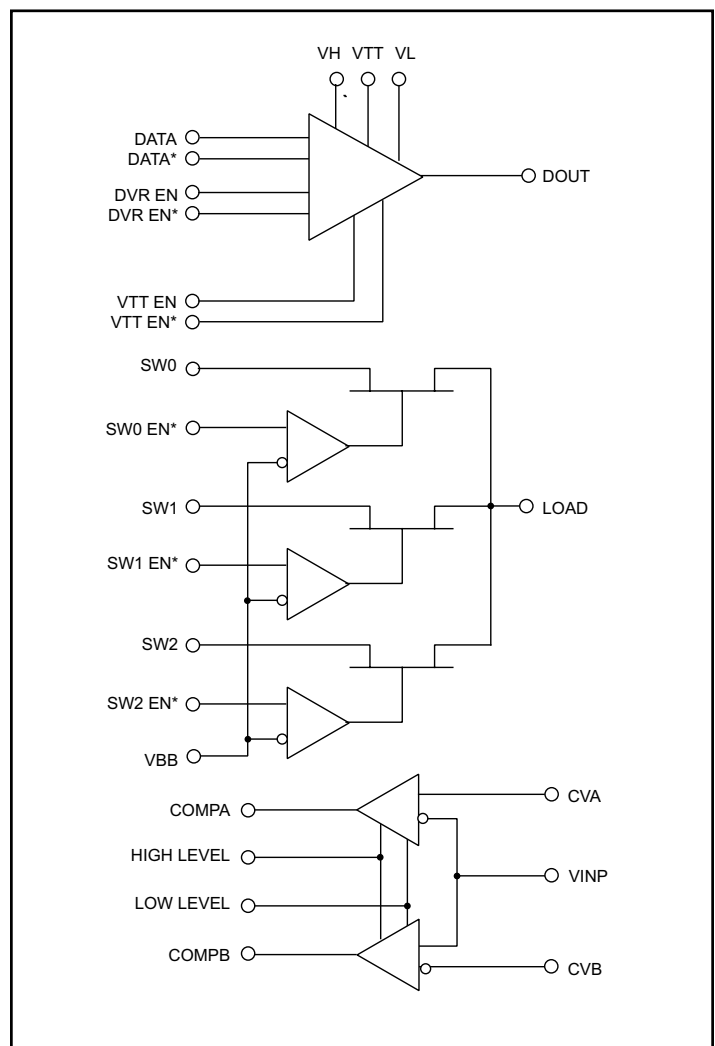 VH VTT VL
DATA
DATA*
DOUT
DVR EN
DVR EN*
VTT EN
VTT EN*
SW0
SW0 EN*
SW1
LOAD
SW1 EN*
SW2
SW2 EN*
VBB
CVA
COMPA
HIGH LEVEL
VINP
LOW LEVEL
COMPB
CVB